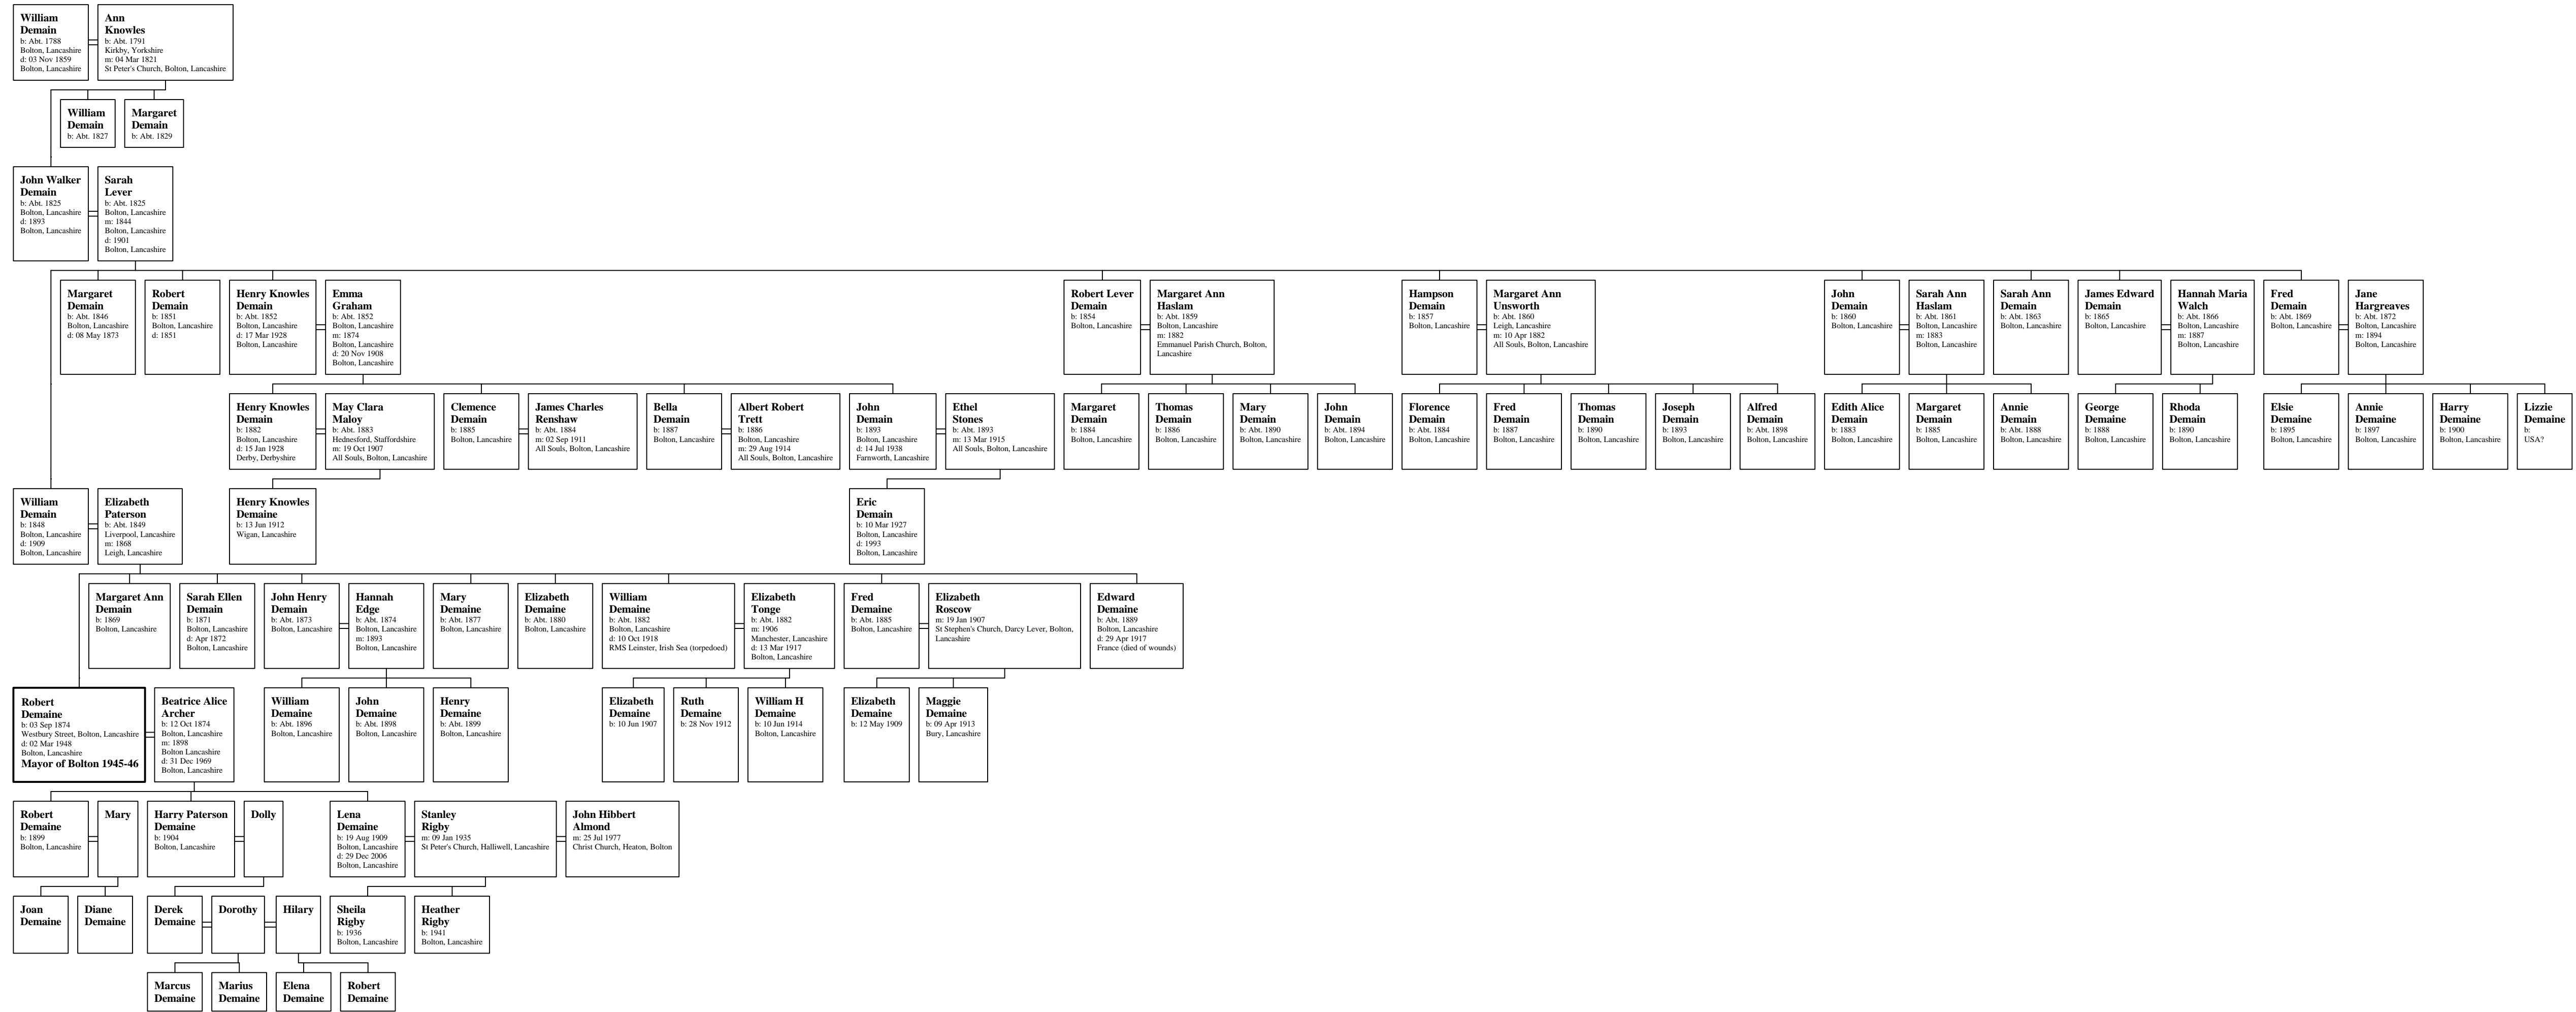 William
Demain
b: Abt. 1788
Bolton, Lancashire
d: 03 Nov 1859
Bolton, Lancashire
Ann
Knowles
b: Abt. 1791
Kirkby, Yorkshire
m: 04 Mar 1821
St Peter's Church, Bolton, Lancashire
William
Demain
b: Abt. 1827
Margaret
Demain
b: Abt. 1829
John Walker
Demain
b: Abt. 1825
Bolton, Lancashire
d: 1893
Bolton, Lancashire
Sarah
Lever
b: Abt. 1825
Bolton, Lancashire
m: 1844
Bolton, Lancashire
d: 1901
Bolton, Lancashire
Margaret
Demain
b: Abt. 1846
Bolton, Lancashire
d: 08 May 1873
Robert
Demain
b: 1851
Bolton, Lancashire
d: 1851
Henry Knowles
Demain
b: Abt. 1852
Bolton, Lancashire
d: 17 Mar 1928
Bolton, Lancashire
Emma
Graham
b: Abt. 1852
Bolton, Lancashire
m: 1874
Bolton, Lancashire
d: 20 Nov 1908
Bolton, Lancashire
Robert Lever
Demain
b: 1854
Bolton, Lancashire
Margaret Ann
Haslam
b: Abt. 1859
Bolton, Lancashire
m: 1882
Emmanuel Parish Church, Bolton,
Lancashire
Hampson
Demain
b: 1857
Bolton, Lancashire
Margaret Ann
Unsworth
b: Abt. 1860
Leigh, Lancashire
m: 10 Apr 1882
All Souls, Bolton, Lancashire
John
Demain
b: 1860
Bolton, Lancashire
Sarah Ann
Haslam
b: Abt. 1861
Bolton, Lancashire
m: 1883
Bolton, Lancashire
Sarah Ann
Demain
b: Abt. 1863
Bolton, Lancashire
James Edward
Demain
b: 1865
Bolton, Lancashire
Hannah Maria
Walch
b: Abt. 1866
Bolton, Lancashire
m: 1887
Bolton, Lancashire
Fred
Demain
b: Abt. 1869
Bolton, Lancashire
Jane
Hargreaves
b: Abt. 1872
Bolton, Lancashire
m: 1894
Bolton, Lancashire
Henry Knowles
Demain
b: 1882
Bolton, Lancashire
d: 15 Jan 1928
Derby, Derbyshire
May Clara
Maloy
b: Abt. 1883
Hednesford, Staffordshire
m: 19 Oct 1907
All Souls, Bolton, Lancashire
Clemence
Demain
b: 1885
Bolton, Lancashire
James Charles
Renshaw
b: Abt. 1884
m: 02 Sep 1911
All Souls, Bolton, Lancashire
Bella
Demain
b: 1887
Bolton, Lancashire
Albert Robert
Trett
b: 1886
Bolton, Lancashire
m: 29 Aug 1914
All Souls, Bolton, Lancashire
John
Demain
b: 1893
Bolton, Lancashire
d: 14 Jul 1938
Farnworth, Lancashire
Ethel
Stones
b: Abt. 1893
m: 13 Mar 1915
All Souls, Bolton, Lancashire
Margaret
Demain
b: 1884
Bolton, Lancashire
Thomas
Demain
b: 1886
Bolton, Lancashire
Mary
Demain
b: Abt. 1890
Bolton, Lancashire
John
Demain
b: Abt. 1894
Bolton, Lancashire
Florence
Demain
b: Abt. 1884
Bolton, Lancashire
Fred
Demain
b: 1887
Bolton, Lancashire
Thomas
Demain
b: 1890
Bolton, Lancashire
Joseph
Demain
b: 1893
Bolton, Lancashire
Alfred
Demain
b: Abt. 1898
Bolton, Lancashire
Edith Alice
Demain
b: 1883
Bolton, Lancashire
Margaret
Demain
b: 1885
Bolton, Lancashire
Annie
Demain
b: Abt. 1888
Bolton, Lancashire
George
Demaine
b: 1888
Bolton, Lancashire
Rhoda
Demain
b: 1890
Bolton, Lancashire
Elsie
Demaine
b: 1895
Bolton, Lancashire
Annie
Demaine
b: 1897
Bolton, Lancashire
Harry
Demaine
b: 1900
Bolton, Lancashire
Lizzie
Demaine
b:
USA?
William
Demain
b: 1848
Bolton, Lancashire
d: 1909
Bolton, Lancashire
Elizabeth
Paterson
b: Abt. 1849
Liverpool, Lancashire
m: 1868
Leigh, Lancashire
Henry Knowles
Demaine
b: 13 Jun 1912
Wigan, Lancashire
Eric
Demain
b: 10 Mar 1927
Bolton, Lancashire
d: 1993
Bolton, Lancashire
Margaret Ann
Demain
b: 1869
Bolton, Lancashire
Sarah Ellen
Demain
b: 1871
Bolton, Lancashire
d: Apr 1872
Bolton, Lancashire
John Henry
Demain
b: Abt. 1873
Bolton, Lancashire
Hannah
Edge
b: Abt. 1874
Bolton, Lancashire
m: 1893
Bolton, Lancashire
Mary
Demaine
b: Abt. 1877
Bolton, Lancashire
Elizabeth
Demaine
b: Abt. 1880
Bolton, Lancashire
William
Demaine
b: Abt. 1882
Bolton, Lancashire
d: 10 Oct 1918
RMS Leinster, Irish Sea (torpedoed)
Elizabeth
Tonge
b: Abt. 1882
m: 1906
Manchester, Lancashire
d: 13 Mar 1917
Bolton, Lancashire
Fred
Demaine
b: Abt. 1885
Bolton, Lancashire
Elizabeth
Roscow
m: 19 Jan 1907
St Stephen's Church, Darcy Lever, Bolton,
Lancashire
Edward
Demaine
b: Abt. 1889
Bolton, Lancashire
d: 29 Apr 1917
France (died of wounds)
Robert
Demaine
b: 03 Sep 1874
Westbury Street, Bolton, Lancashire
d: 02 Mar 1948
Bolton, Lancashire
Mayor of Bolton 1945-46
Beatrice Alice
Archer
b: 12 Oct 1874
Bolton, Lancashire
m: 1898
Bolton Lancashire
d: 31 Dec 1969
Bolton, Lancashire
William
Demaine
b: Abt. 1896
Bolton, Lancashire
John
Demaine
b: Abt. 1898
Bolton, Lancashire
Henry
Demaine
b: Abt. 1899
Bolton, Lancashire
Elizabeth
Demaine
b: 10 Jun 1907
Ruth
Demaine
b: 28 Nov 1912
William H
Demaine
b: 10 Jun 1914
Bolton, Lancashire
Elizabeth
Demaine
b: 12 May 1909
Maggie
Demaine
b: 09 Apr 1913
Bury, Lancashire
Robert
Demaine
b: 1899
Bolton, Lancashire
Mary
Harry Paterson
Demaine
b: 1904
Bolton, Lancashire
Dolly
Lena
Demaine
b: 19 Aug 1909
Bolton, Lancashire
d: 29 Dec 2006
Bolton, Lancashire
Stanley
Rigby
m: 09 Jan 1935
St Peter's Church, Halliwell, Lancashire
John Hibbert
Almond
m: 25 Jul 1977
Christ Church, Heaton, Bolton
Joan
Demaine
Diane
Demaine
Derek
Demaine
Dorothy
Hilary
Sheila
Rigby
b: 1936
Bolton, Lancashire
Heather
Rigby
b: 1941
Bolton, Lancashire
Marcus
Demaine
Marius
Demaine
Elena
Demaine
Robert
Demaine